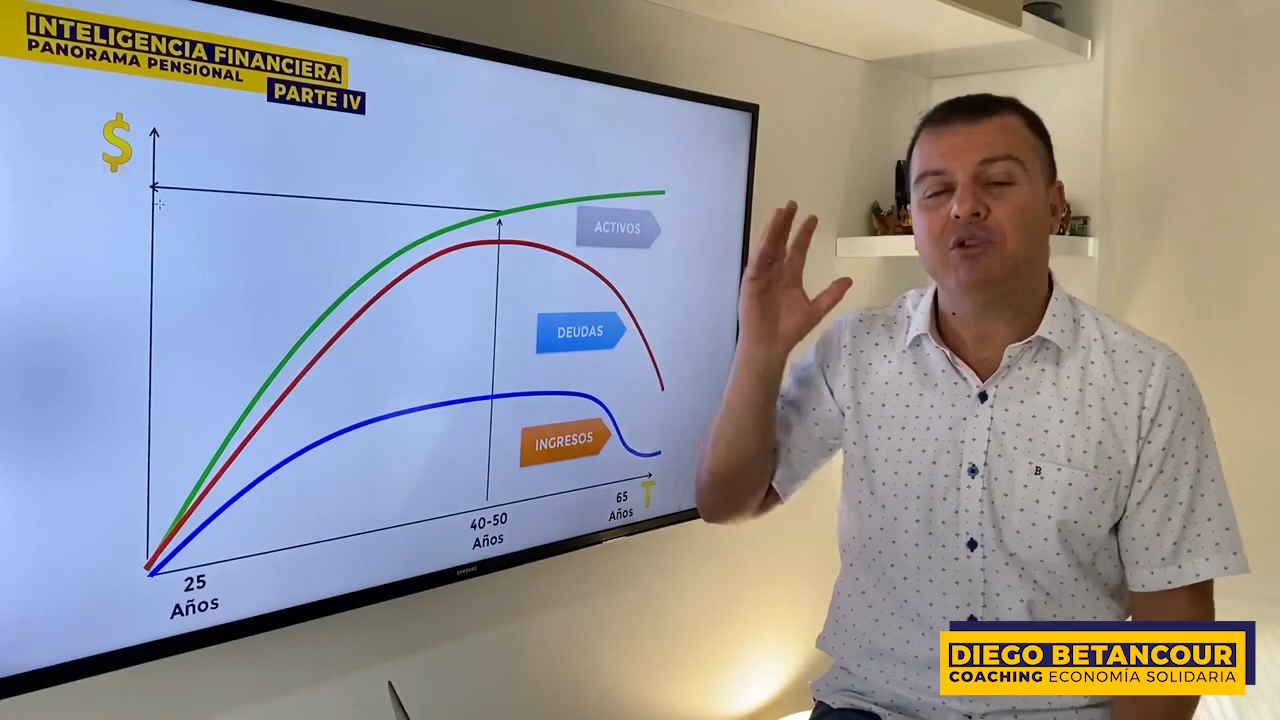 INTELIGENCIA FINANCIERA
PANORAMA PENSIONAL
PARTE IV
$
ACTIVOS
DEUDAS
INGRESOS
25
Años
40-50
Años
65
Años
T
SAMSUNG
B
DIEGO BETANCOUR
COACHING ECONOMÍA SOLIDARIA